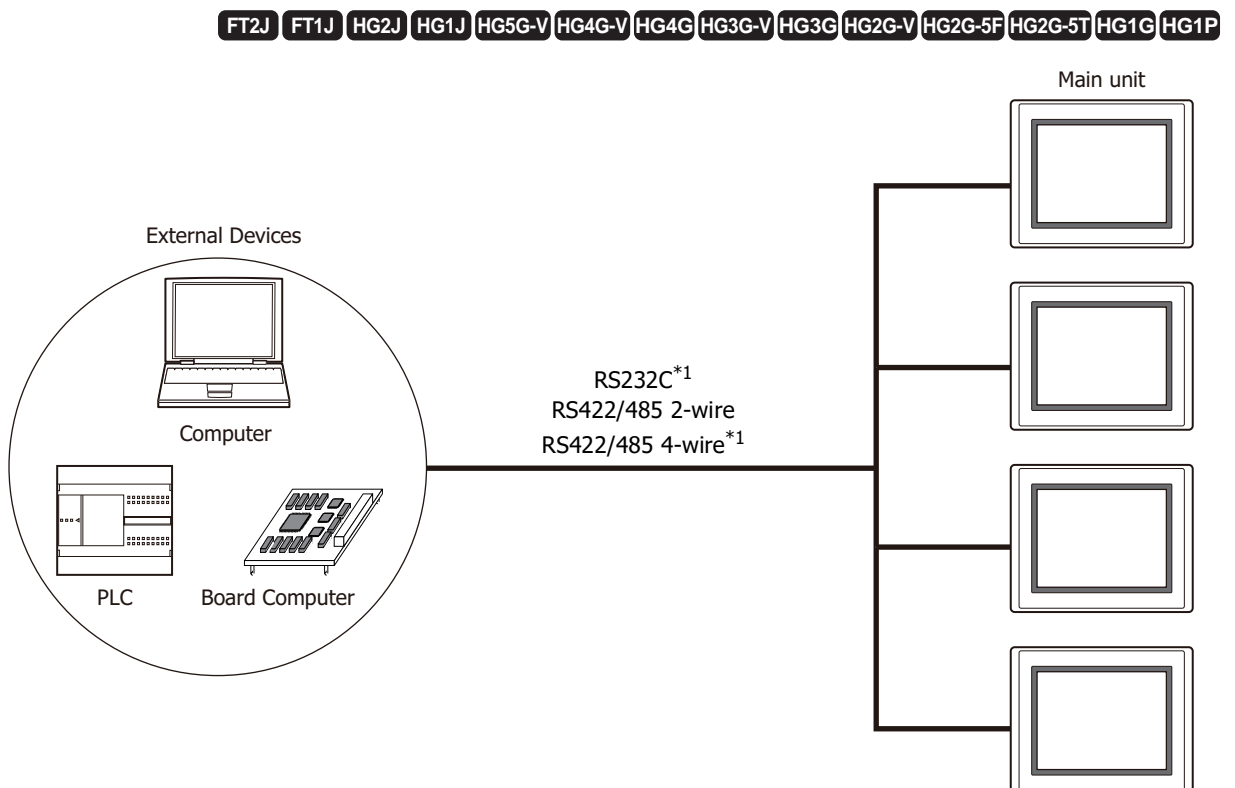 FT2J FT1J HG2J HG1J HG5G-V HG4G-V HG4G HG3G-V HG3G HG2G-V HG2G-5F HG2G-5T HG1G HG1P
Main unit
External Devices
Computer
PLC
Board Computer
RS232C*1
RS422/485 2-wire
RS422/485 4-wire*1